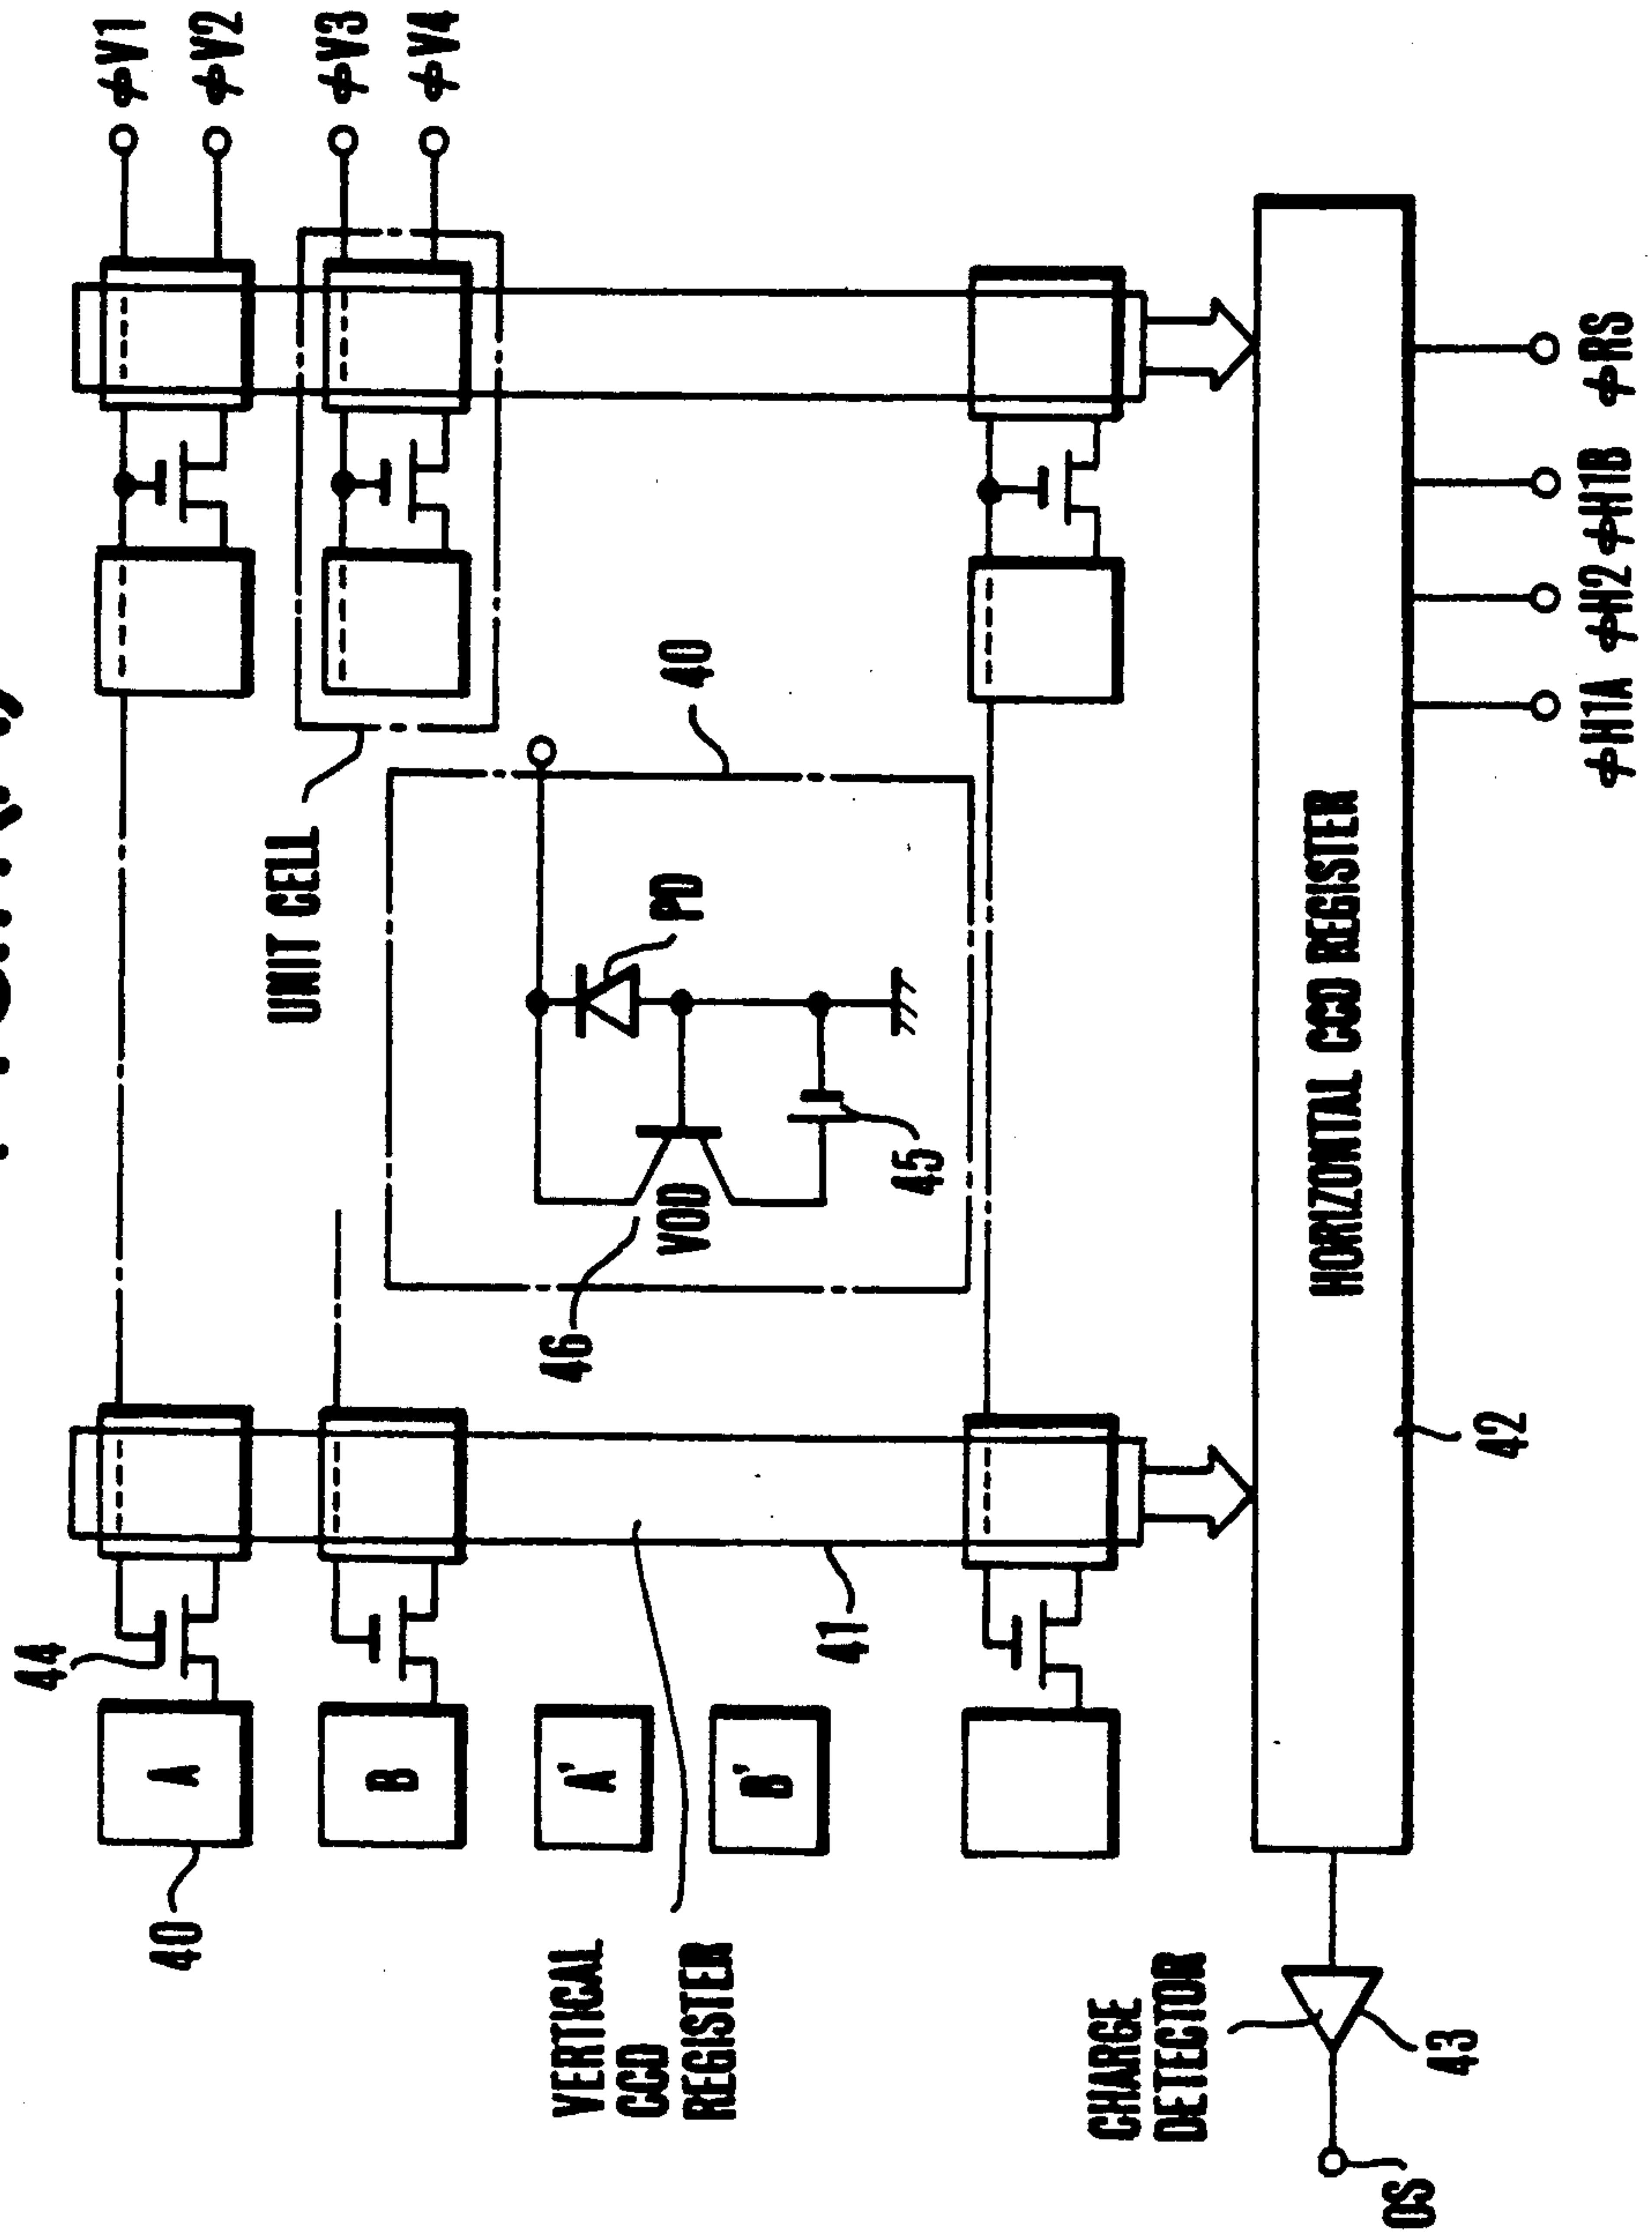 44
φV1
40
A
φV2
UNIT CELL
φV3
B
φV4
46
A'
VERTICAL
CCD
REGISTER
VOD
PD
40
B'
41
45
CHARGE
DETECTOR
HORIZONTAL CCD REGISTER
OS
43
42
φH1A φH2 φH1B φRS